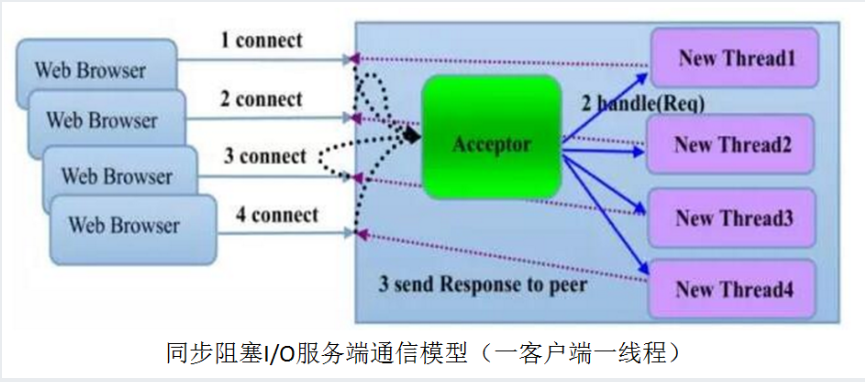 1 connect
Web Browser
New Thread1
2 connect
2 handle(Req)
Web Browser
Acceptor
New Thread2
3 connect
Web Browser
4 connect
Web Browser
New Thread3
3 send Response to peer
New Thread4
同步阻塞I/O服务端通信模型（一客户端一线程）